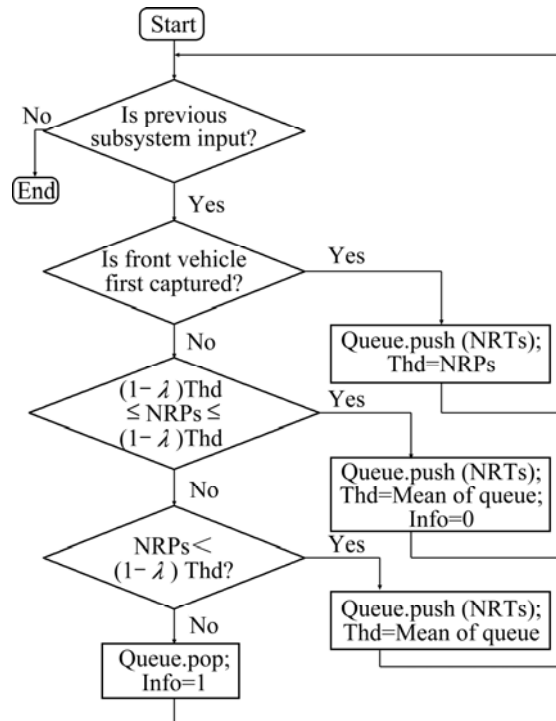 Start
Is previous
subsystem input?
No
End
Yes
Is front vehicle
first captured?
Yes
Queue.push (NRTs);
Thd=NRPs
No
(1− λ)Thd
≤ NRPs ≤
(1− λ)Thd
Yes
Queue.push (NRTs);
Thd=Mean of queue;
Info=0
No
NRPs<
(1− λ) Thd?
Yes
Queue.push (NRTs);
Thd=Mean of queue
No
Queue.pop;
Info=1